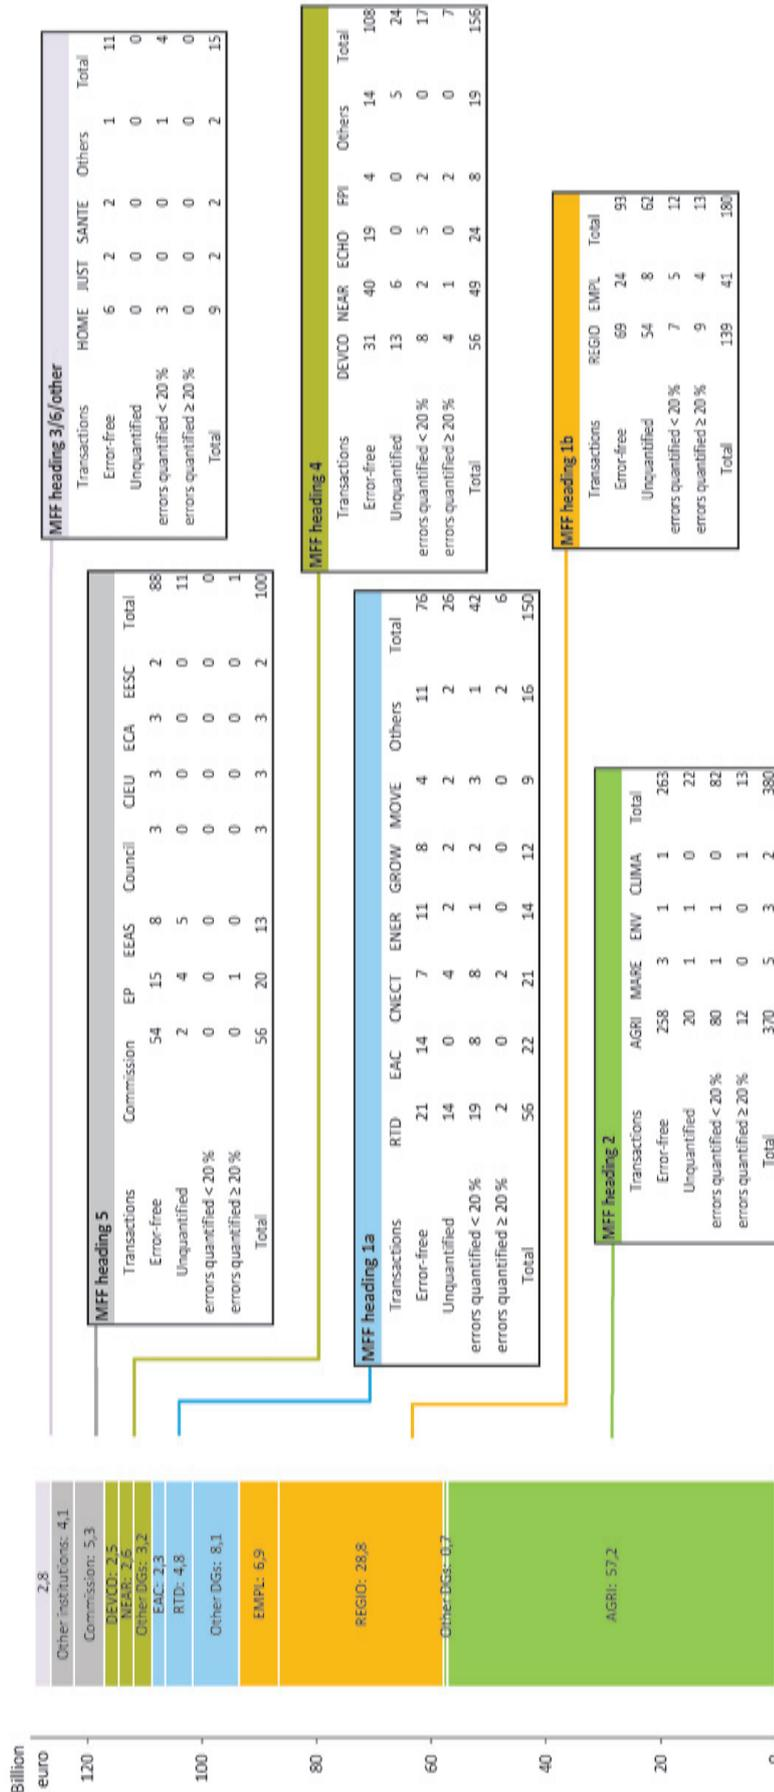 Billion
euro
120
100
80
60
40
20
0
2,8
Other institutions: 4,1
Commission: 5,3
DEVCO: 2,5
NEAR: 2,6
Other DGs: 3,2
EAC: 2,3
RTD: 4,8
Other DGs: 8,1
EMPL: 6,9
REGIO: 28,8
Other DGs: 0,7
AGRI: 57,2
MFF heading 3/6/other
Transactions HOME JUST SANTE Others Total
Error-free 6 2 2 1 11
Unquantified 0 0 0 0 0
errors quantified < 20 % 3 0 0 1 4
errors quantified ≥ 20 % 0 0 0 0 0
Total 9 2 2 2 15
MFF heading 5
Transactions Commission EP EEAS Council CJEU ECA EESC Total
Error-free 54 15 8 3 3 3 2 88
Unquantified 2 4 5 0 0 0 0 11
errors quantified < 20 % 0 0 0 0 0 0 0 0
errors quantified ≥ 20 % 0 1 0 0 0 0 0 1
Total 56 20 13 3 3 3 2 100
MFF heading 4
Transactions DEVCO NEAR ECHO FPI Others Total
Error-free 31 40 19 4 14 108
Unquantified 13 6 0 0 5 24
errors quantified < 20 % 8 2 5 2 0 17
errors quantified ≥ 20 % 4 1 0 2 0 7
Total 56 49 24 8 19 156
MFF heading 1a
Transactions RTD EAC CNECT ENER GROW MOVE Others Total
Error-free 21 14 7 11 8 4 11 76
Unquantified 14 0 4 2 2 2 2 26
errors quantified < 20 % 19 8 8 1 2 3 1 42
errors quantified ≥ 20 % 2 0 2 0 0 0 2 6
Total 56 22 21 14 12 9 16 150
MFF heading 1b
Transactions REGIO EMPL Total
Error-free 69 24 93
Unquantified 54 8 62
errors quantified < 20 % 7 5 12
errors quantified ≥ 20 % 9 4 13
Total 139 41 180
MFF heading 2
Transactions AGRI MARE ENV CLIMA Total
Error-free 258 3 1 1 263
Unquantified 20 1 1 0 22
errors quantified < 20 % 80 1 1 0 82
errors quantified ≥ 20 % 12 0 0 1 13
Total 370 5 3 2 380